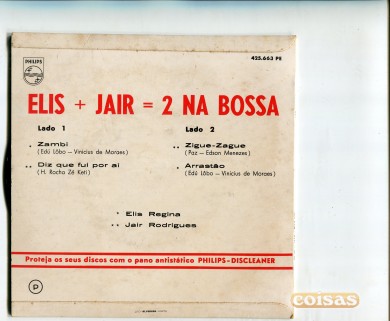 PHILIPS
425.663 PE
ELIS + JAIR = 2 NA BOSSA
Lado 1
. Zambi
(Edú Lôbo — Vinicius de Moraes)
.. Diz que fui por aí
(H. Rocha Zé Keti)
Lado 2
.. Zigue-Zague
(Paz — Edson Menezes)
. Arrastão
(Edú Lôbo — Vinicius de Moraes)
. Elis Regina
.. Jair Rodrigues
Proteja os seus discos com o pano antistático PHILIPS-DISCLEANER
P
coisas